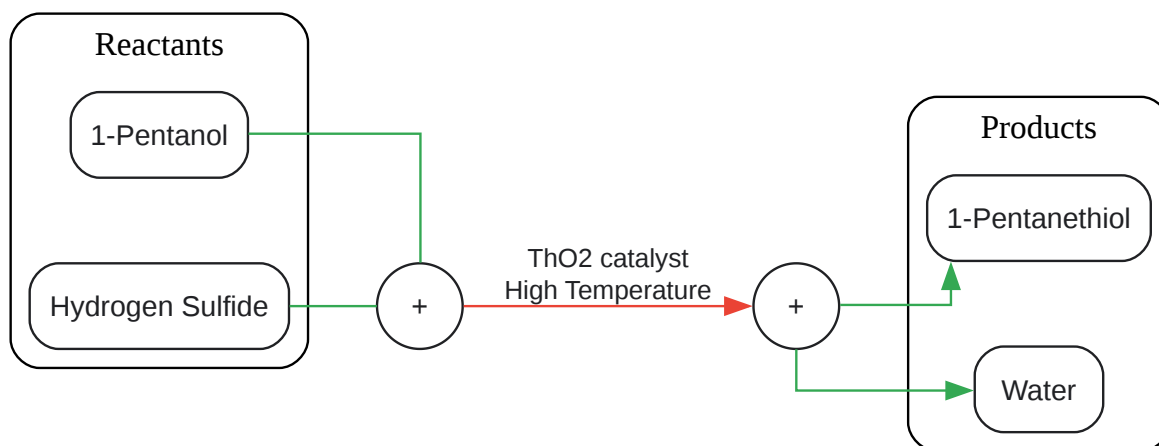 Reactants
1-Pentanol
Hydrogen Sulfide
+
ThO2 catalyst
High Temperature
+
Products
1-Pentanethiol
Water